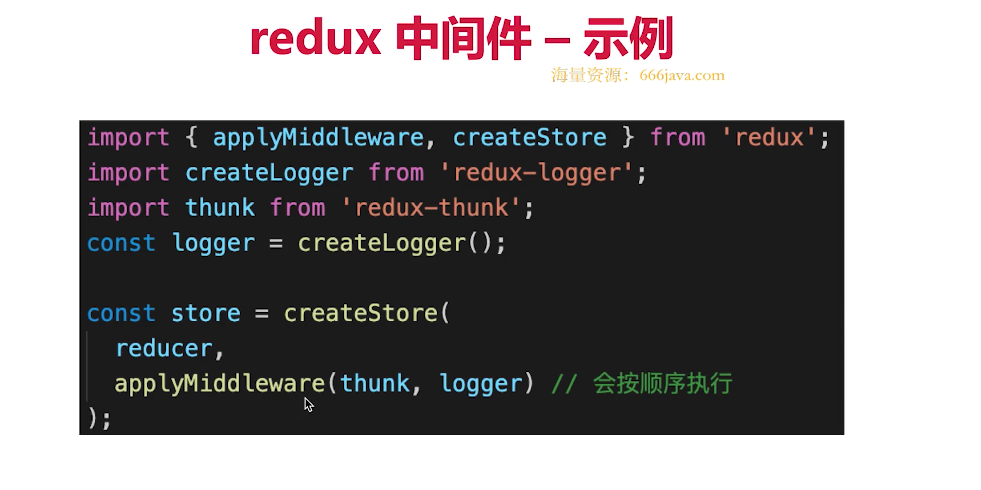 redux 中间件 – 示例
海量资源：666java.com
import { applyMiddleware, createStore } from 'redux';
import createLogger from 'redux-logger';
import thunk from 'redux-thunk';
const logger = createLogger();
const store = createStore(
reducer,
applyMiddleware(thunk, logger) // 会按顺序执行
);